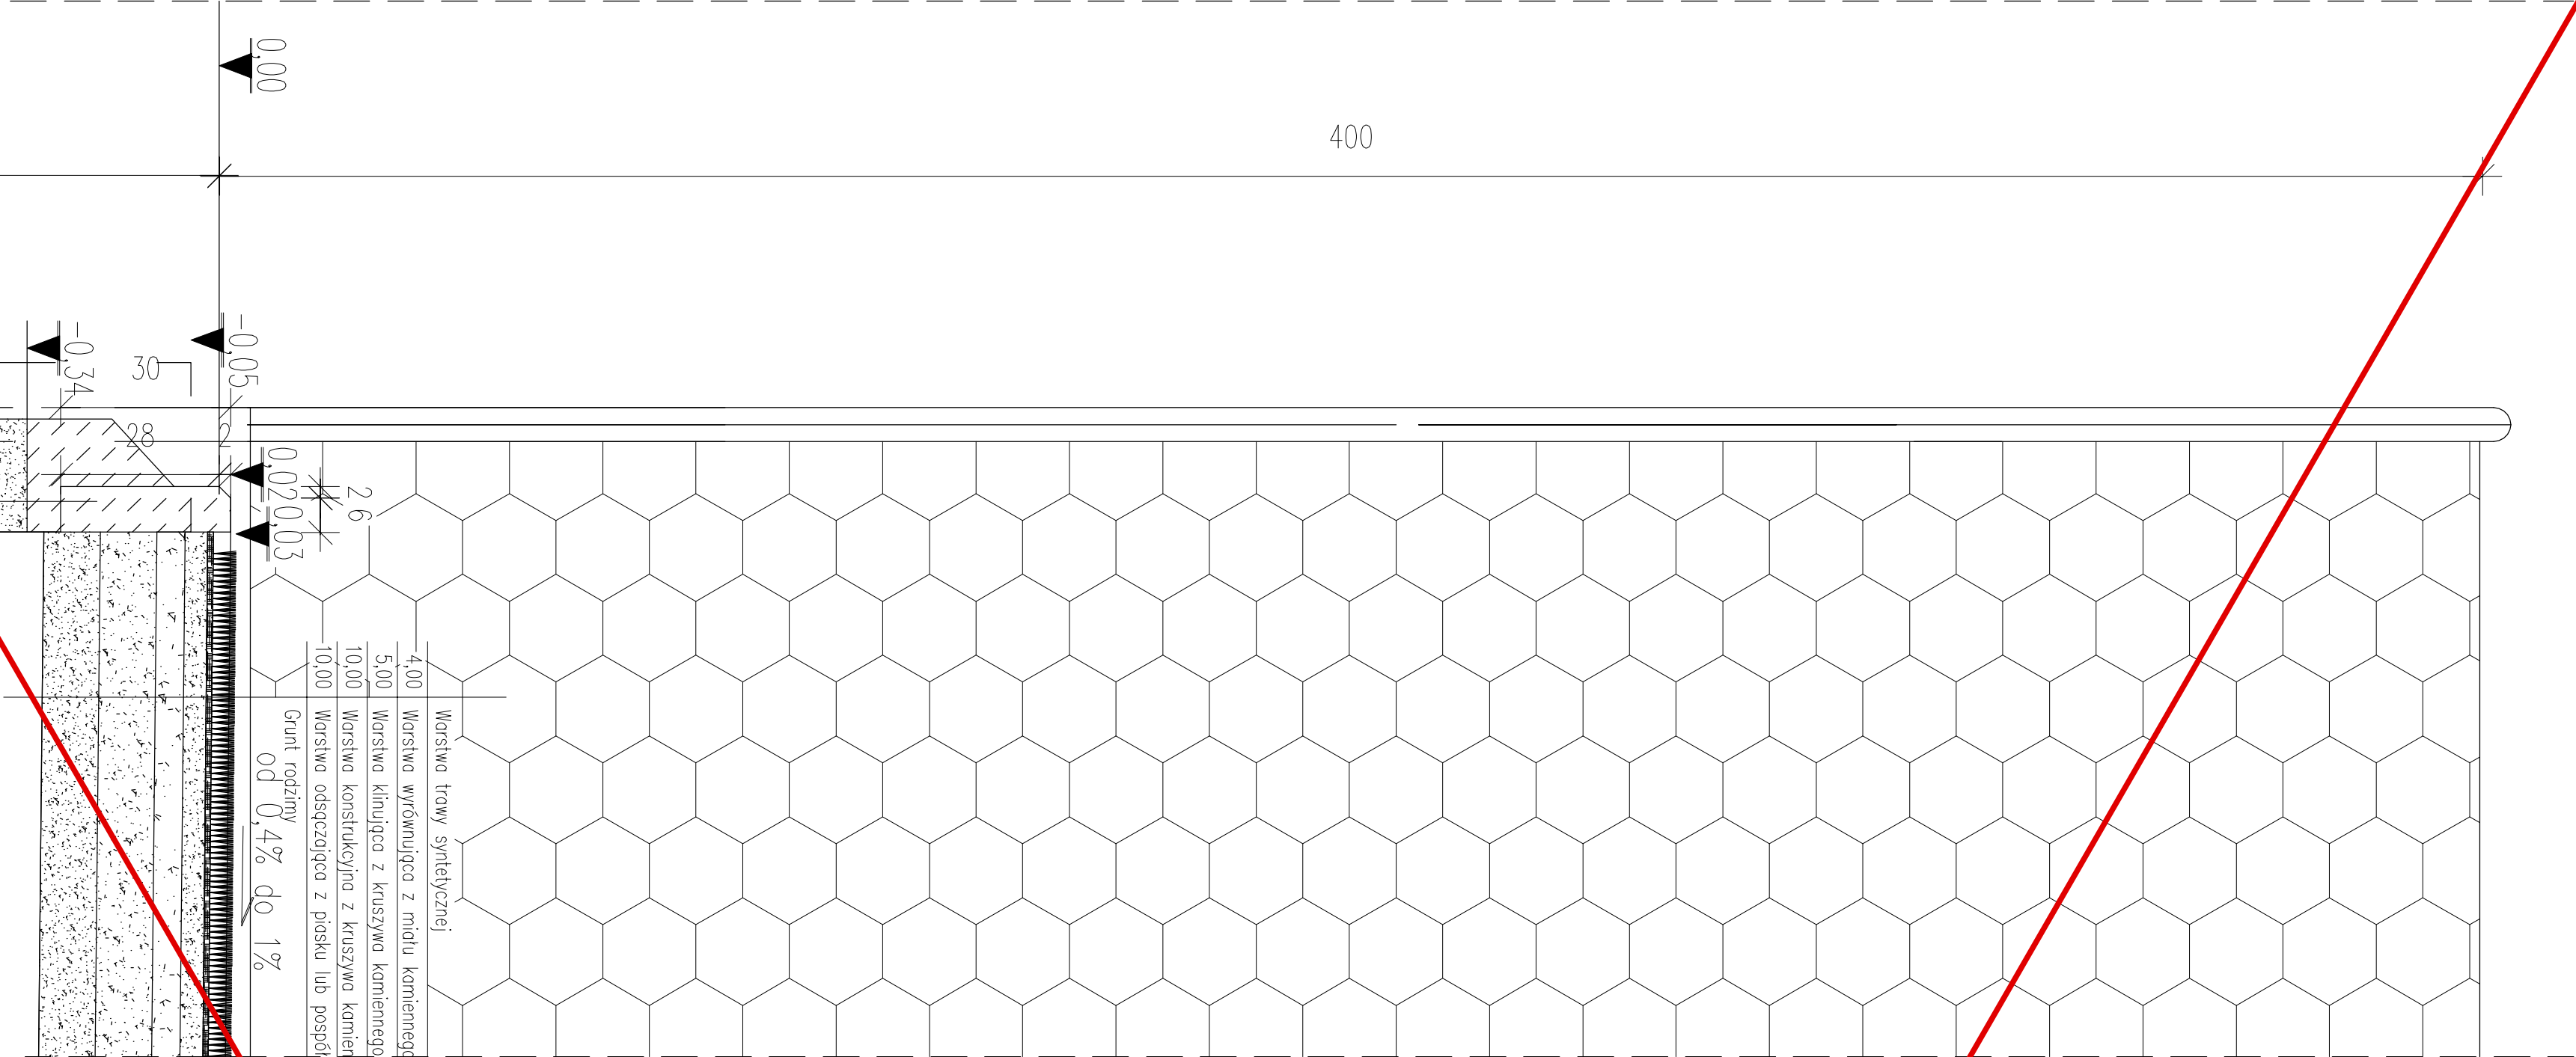 0,00
400
-0,34
30
-0,05
28
2
0,02
0,03
2 6
Warstwa trawy syntetycznej
4,00 Warstwa wyrównująca z miału kamiennego
5,00 Warstwa klinująca z kruszywa kamiennego,
10,00 Warstwa konstrukcyjna z kruszywa
10,00 Warstwa odsączająca z piasku lub
Grunt rodzimy
od 0,4% do 1%